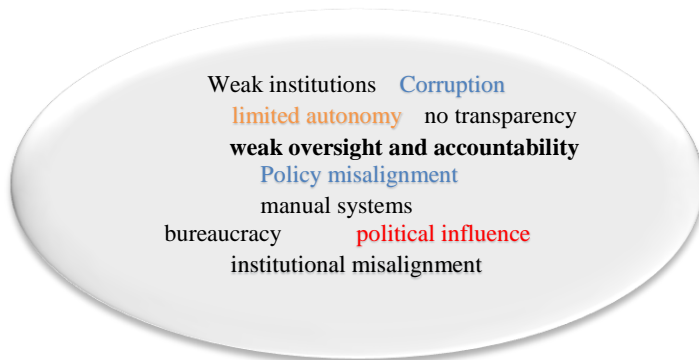 Weak institutions Corruption
limited autonomy no transparency
weak oversight and accountability
Policy misalignment
manual systems
bureaucracy political influence
institutional misalignment